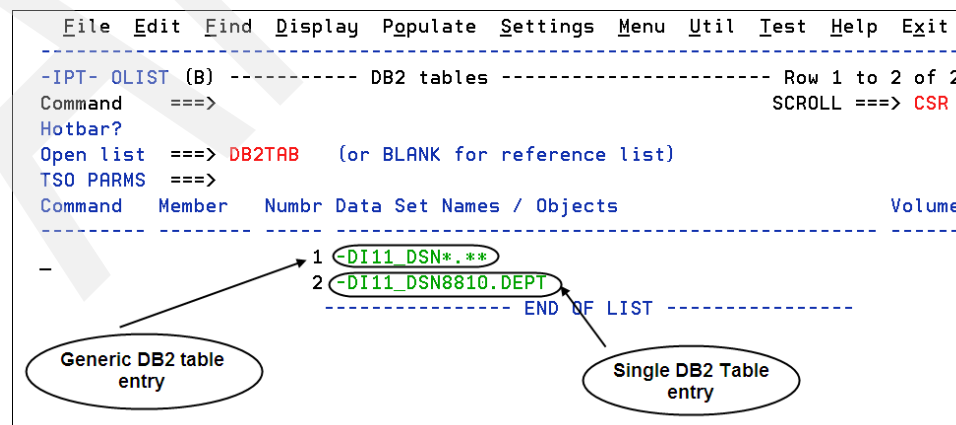 File Edit Find Display Populate Settings Menu Util Test Help Exit
-------------------------------------------------------------------
-IPT- OLIST (B) ----------- DB2 tables ----------------------- Row 1 to 2 of 2
Command ===> SCROLL ===> CSR
Hotbar?
Open list ===> DB2TAB (or BLANK for reference list)
TSO PARMS ===>
Command Member Numbr Data Set Names / Objects Volume
--------- -------- ----- ---------------------------------------- ------
_ 1 -DI11_DSN*.**
2 -DI11_DSN8810.DEPT
---------------- END OF LIST ----------------
Generic DB2 table
entry
Single DB2 Table
entry